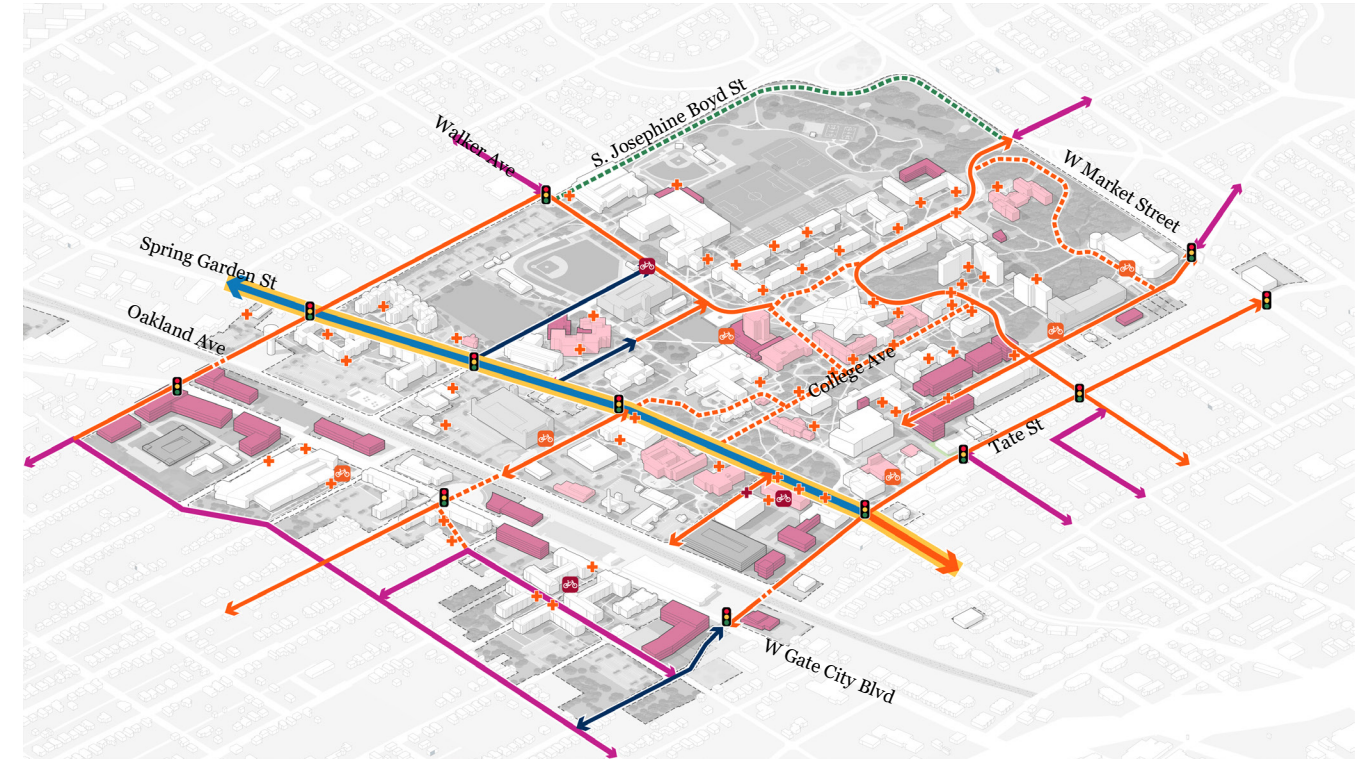 S. Josephine Boyd St
Walker Ave
W Market Street
Spring Garden St
Oakland Ave
College Ave
Tate St
W Gate City Blvd